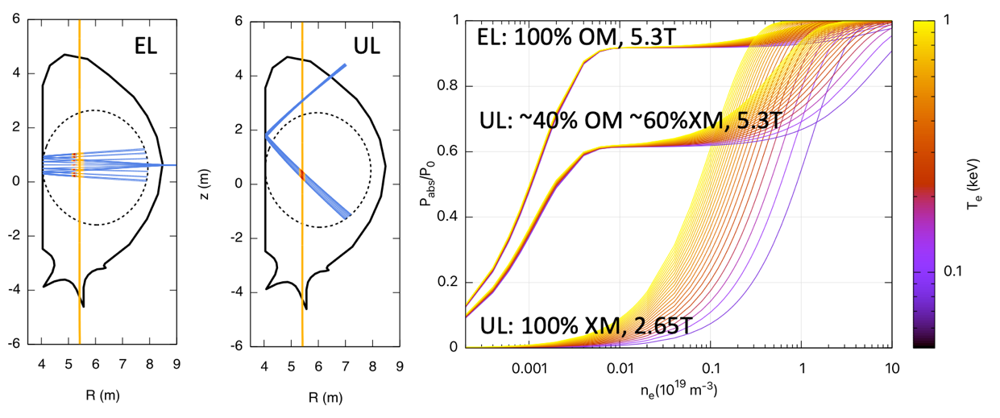 EL
6
4
2
0
-2
-4
-6
4 5 6 7 8 9
R (m)
UL
z (m)
6
4
2
0
-2
-4
-6
4 5 6 7 8 9
R (m)
EL: 100% OM, 5.3T
UL: ~40% OM ~60%XM, 5.3T
UL: 100% XM, 2.65T
Pabs/P0
1
0.8
0.6
0.4
0.2
0
0.001 0.01 0.1 1 10
ne(10^19 m^-3)
1
0.1
Te (keV)